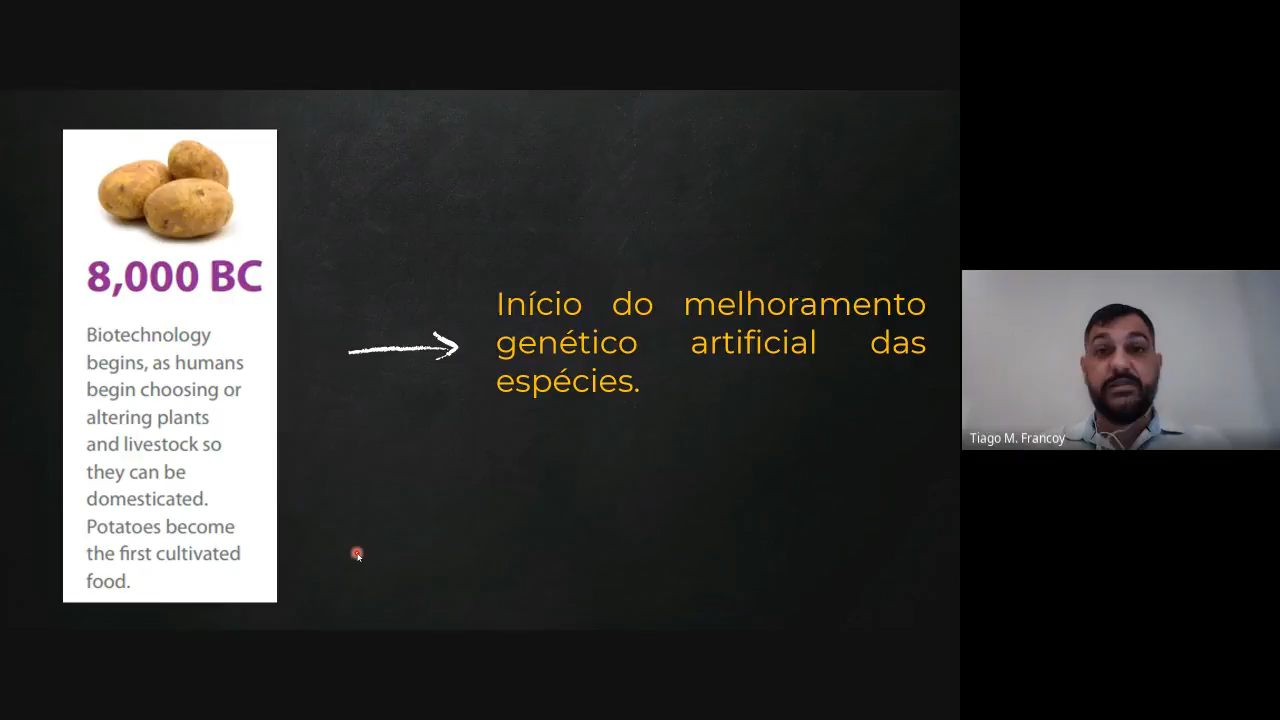 8,000 BC
Biotechnology
begins, as humans
begin choosing or
altering plants
and livestock so
they can be
domesticated.
Potatoes become
the first cultivated
food.
Início do melhoramento
genético artificial das
espécies.
Tiago M. Francoy